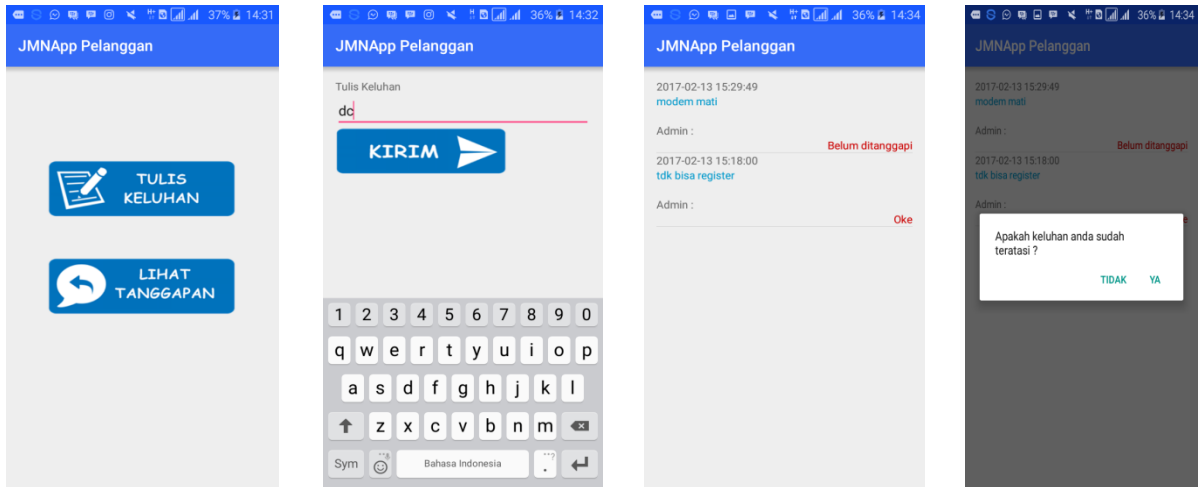 37% 14:31
JMNApp Pelanggan
TULIS
KELUHAN
LIHAT
TANGGAPAN
36% 14:32
JMNApp Pelanggan
Tulis Keluhan
dc
KIRIM
1 2 3 4 5 6 7 8 9 0
q w e r t y u i o p
a s d f g h j k l
z x c v b n m
Sym Bahasa Indonesia .
36% 14:34
JMNApp Pelanggan
2017-02-13 15:29:49
modem mati
Admin :
Belum ditanggapi
2017-02-13 15:18:00
tdk bisa register
Admin :
Oke
36% 14:34
JMNApp Pelanggan
2017-02-13 15:29:49
modem mati
Admin :
Belum ditanggapi
2017-02-13 15:18:00
tdk bisa register
Admin :
Apakah keluhan anda sudah
teratasi ?
TIDAK YA